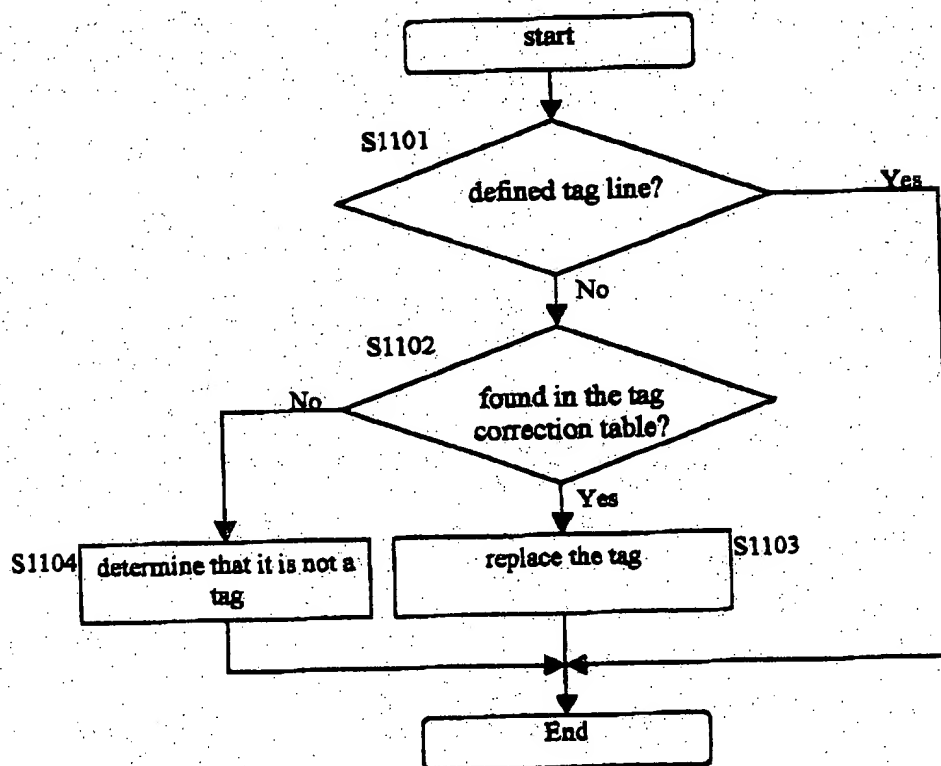 start
S1101
defined tag line?
Yes
No
S1102
No
found in the tag
correction table?
Yes
S1104
determine that it is not a
tag
replace the tag
S1103
End